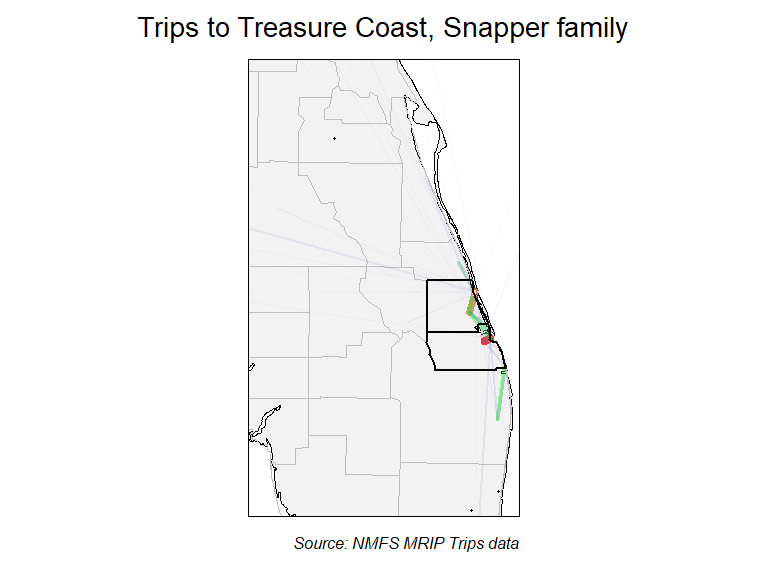 Trips to Treasure Coast, Snapper family
Source: NMFS MRIP Trips data